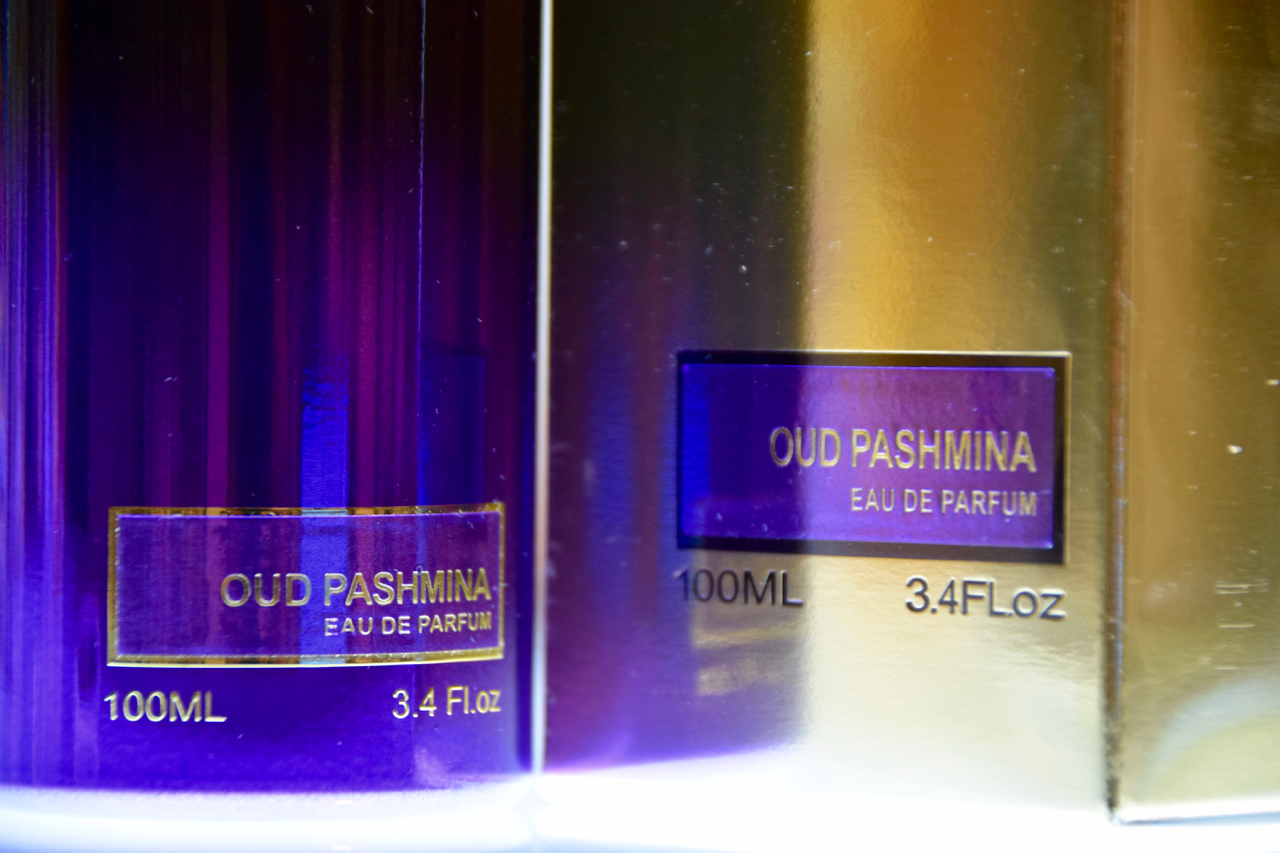 OUD PASHMINA
EAU DE PARFUM
100ML 3.4 Fl.oz
OUD PASHMINA
EAU DE PARFUM
100ML 3.4FLoz